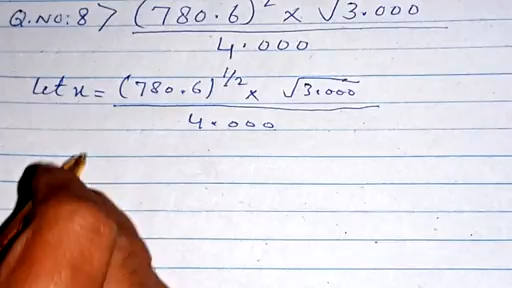 Q.NO:8> (780.6)^2 × √3.000 / 4.000
let x = (780.6)^1/2 × √3.000 / 4.000